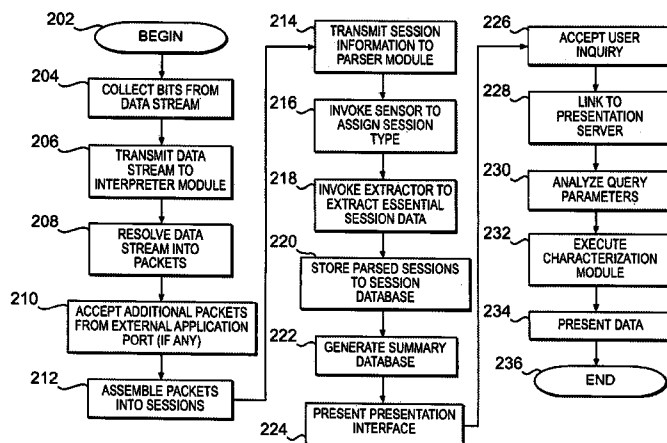 202
BEGIN
204
COLLECT BITS FROM
DATA STREAM
206
TRANSMIT DATA
STREAM TO
INTERPRETER MODULE
208
RESOLVE DATA
STREAM INTO
PACKETS
210
ACCEPT ADDITIONAL PACKETS
FROM EXTERNAL APPLICATION
PORT (IF ANY)
212
ASSEMBLE PACKETS
INTO SESSIONS
214
TRANSMIT SESSION
INFORMATION TO
PARSER MODULE
216
INVOKE SENSOR TO
ASSIGN SESSION
TYPE
218
INVOKE EXTRACTOR TO
EXTRACT ESSENTIAL
SESSION DATA
220
STORE PARSED SESSIONS
TO SESSION
DATABASE
222
GENERATE SUMMARY
DATABASE
224
PRESENT PRESENTATION
INTERFACE
226
ACCEPT USER
INQUIRY
228
LINK TO
PRESENTATION
SERVER
230
ANALYZE QUERY
PARAMETERS
232
EXECUTE
CHARACTERIZATION
MODULE
234
PRESENT DATA
236
END